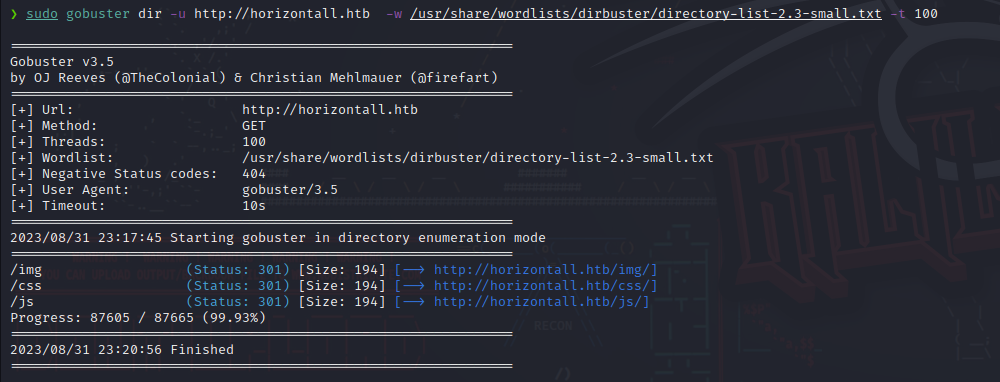 ❯ sudo gobuster dir -u http://horizontall.htb  -w /usr/share/wordlists/dirbuster/directory-list-2.3-small.txt -t 100
===============================================================
Gobuster v3.5
by OJ Reeves (@TheColonial) & Christian Mehlmauer (@firefart)
===============================================================
[+] Url:                     http://horizontall.htb
[+] Method:                  GET
[+] Threads:                 100
[+] Wordlist:                /usr/share/wordlists/dirbuster/directory-list-2.3-small.txt
[+] Negative Status codes:   404
[+] User Agent:              gobuster/3.5
[+] Timeout:                 10s
===============================================================
2023/08/31 23:17:45 Starting gobuster in directory enumeration mode
===============================================================
/img                  (Status: 301) [Size: 194] [--> http://horizontall.htb/img/]
/css                  (Status: 301) [Size: 194] [--> http://horizontall.htb/css/]
/js                   (Status: 301) [Size: 194] [--> http://horizontall.htb/js/]
Progress: 87605 / 87665 (99.93%)
===============================================================
2023/08/31 23:20:56 Finished
===============================================================
KALI
RECON